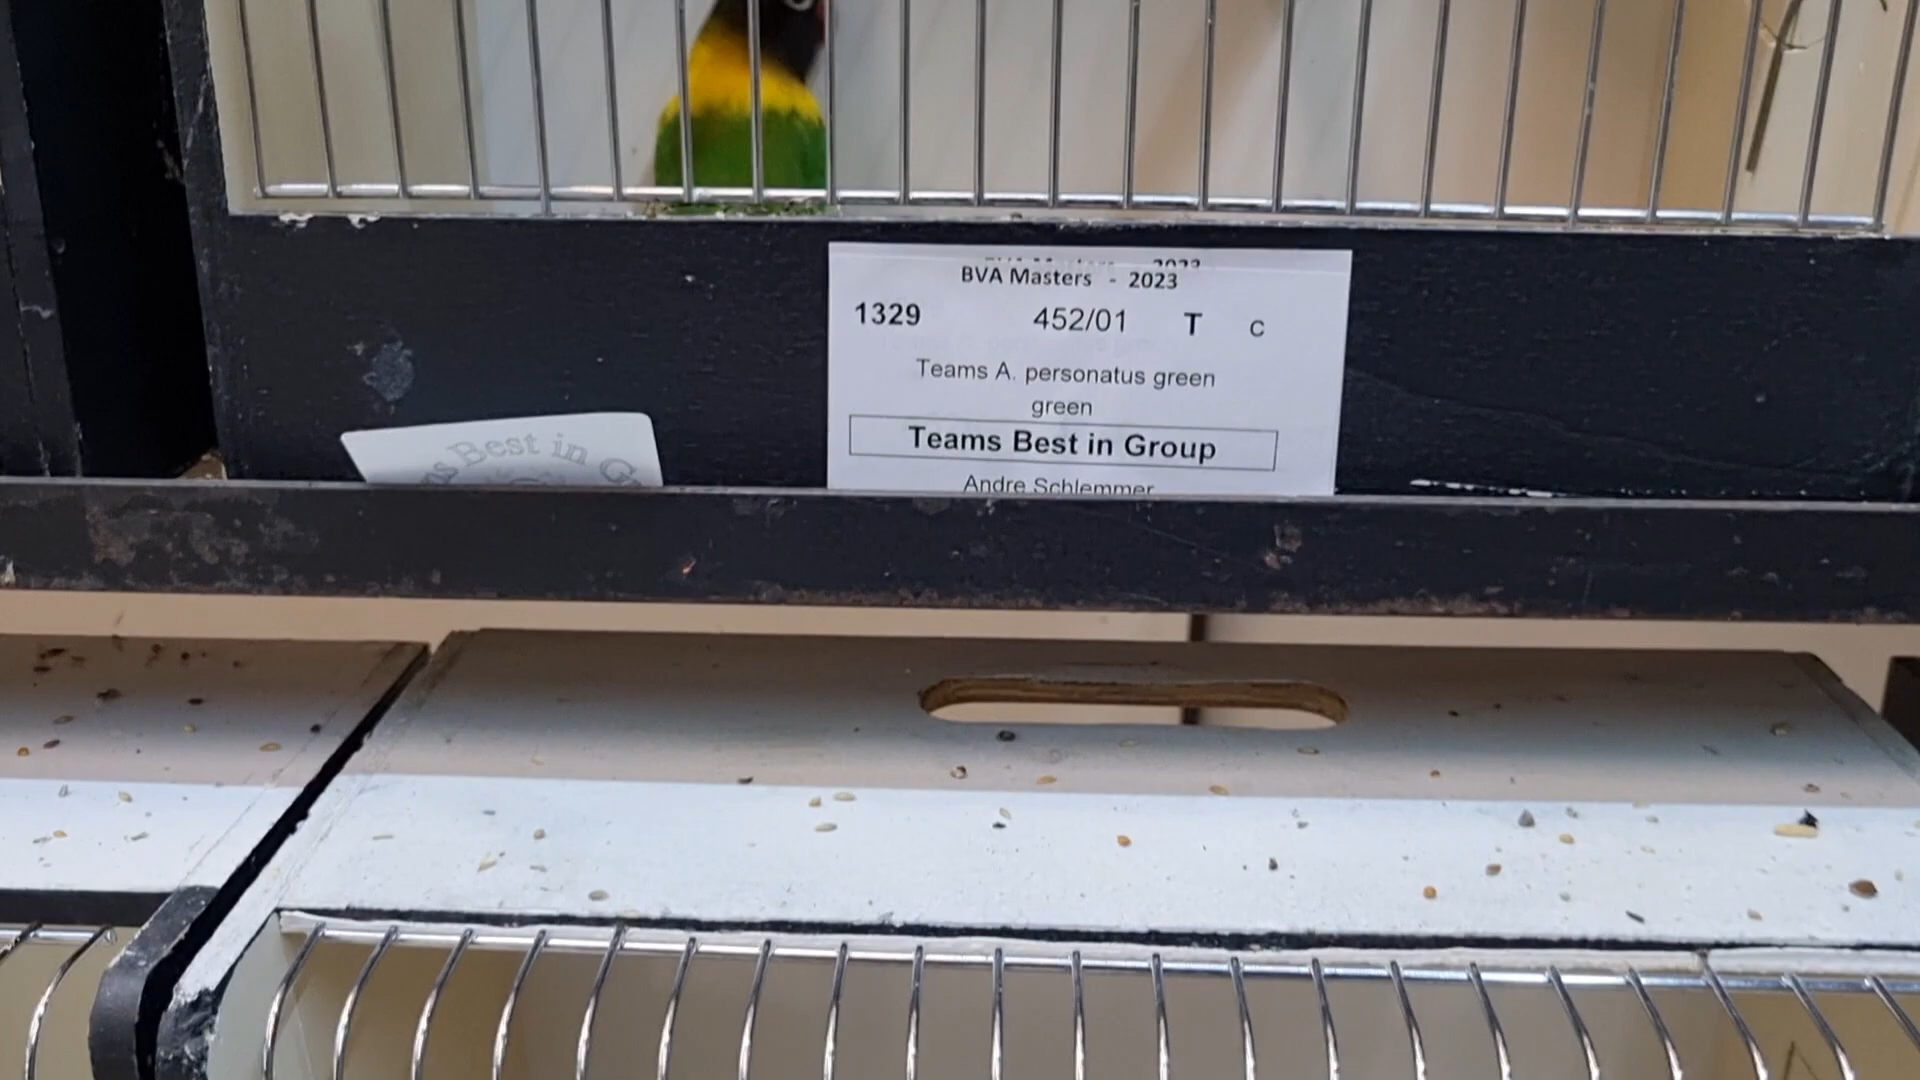 BVA Masters - 2023
1329 452/01 T C
Teams A. personatus green
green
Teams Best in Group
Andre Schlemmer
Best in